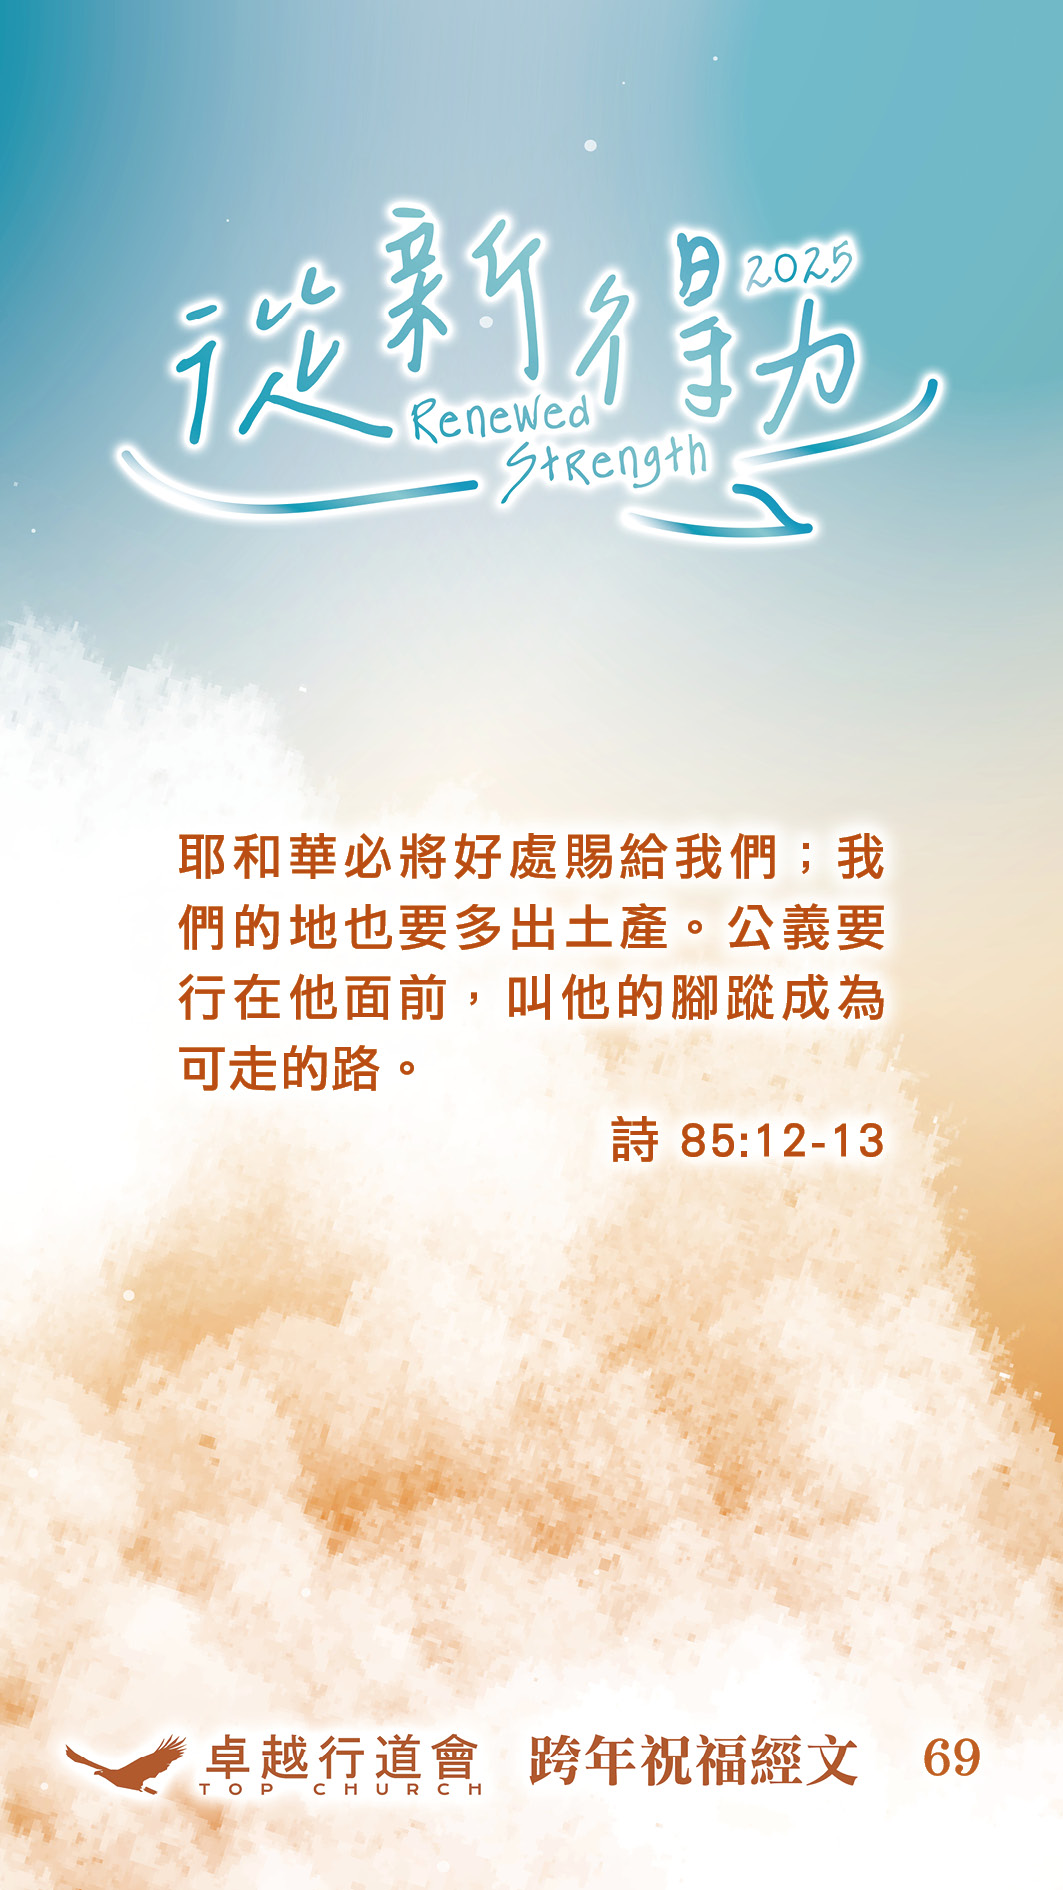 從新得力 2025
Renewed
Strength
耶和華必將好處賜給我們；我
們的地也要多出土產。公義要
行在他面前，叫他的腳蹤成為
可走的路。
詩 85:12-13
卓越行道會 跨年祝福經文 69
TOP CHURCH